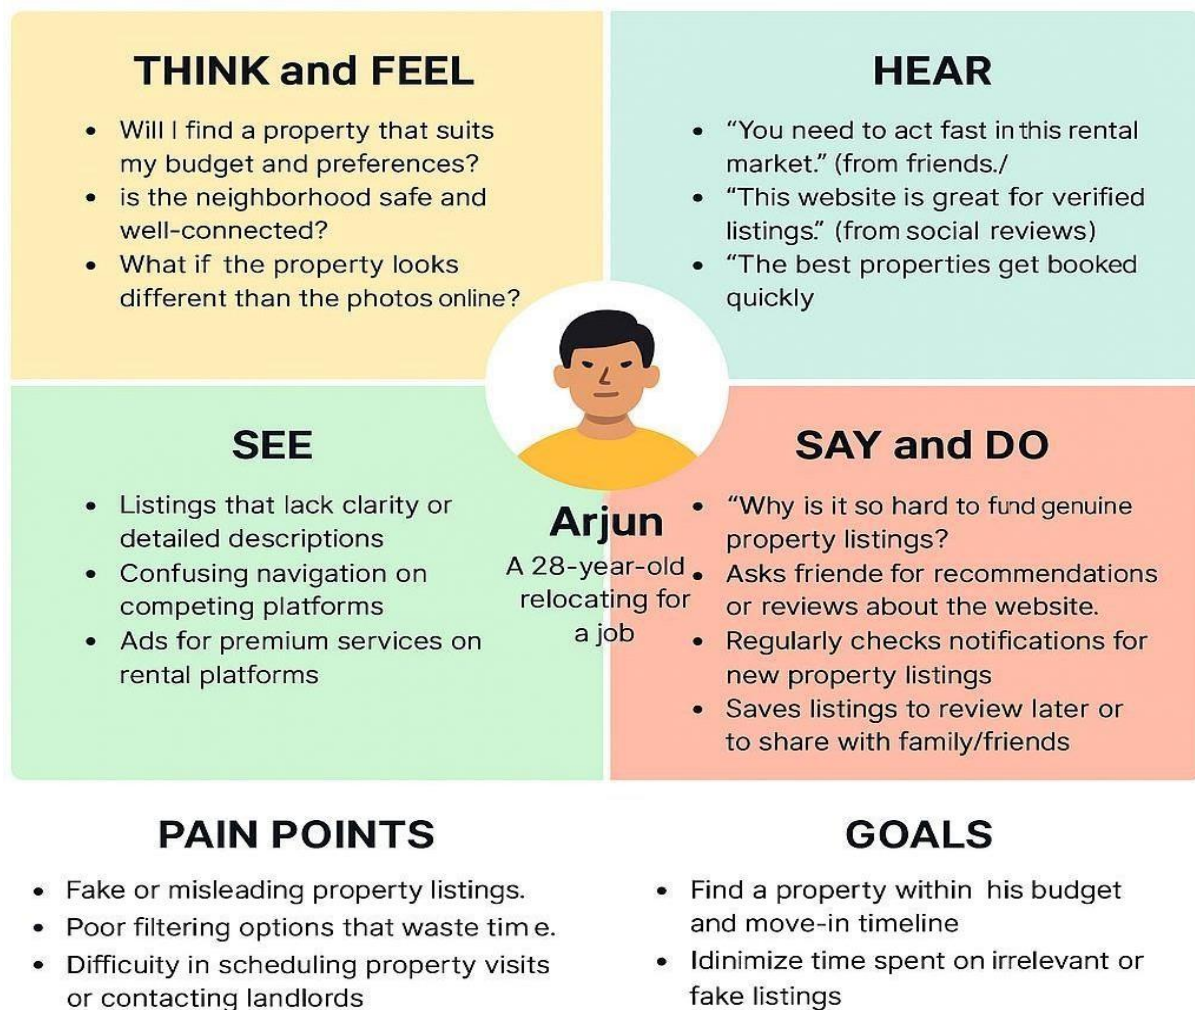 THINK and FEEL
• Will I find a property that suits
my budget and preferences?
• is the neighborhood safe and
well-connected?
• What if the property looks
different than the photos online?
HEAR
• “You need to act fast in this rental
market.” (from friends./
• “This website is great for verified
listings.” (from social reviews)
• “The best properties get booked
quickly
SEE
• Listings that lack clarity or
detailed descriptions
• Confusing navigation on
competing platforms
• Ads for premium services on
rental platforms
Arjun
A 28-year-old
relocating for
a job
SAY and DO
• “Why is it so hard to fund genuine
property listings?
• Asks friende for recommendations
or reviews about the website.
• Regularly checks notifications for
new property listings
• Saves listings to review later or
to share with family/friends
PAIN POINTS
• Fake or misleading property listings.
• Poor filtering options that waste time.
• Difficuity in scheduling property visits
or contacting landlords
GOALS
• Find a property within his budget
and move-in timeline
• Idinimize time spent on irrelevant or
fake listings